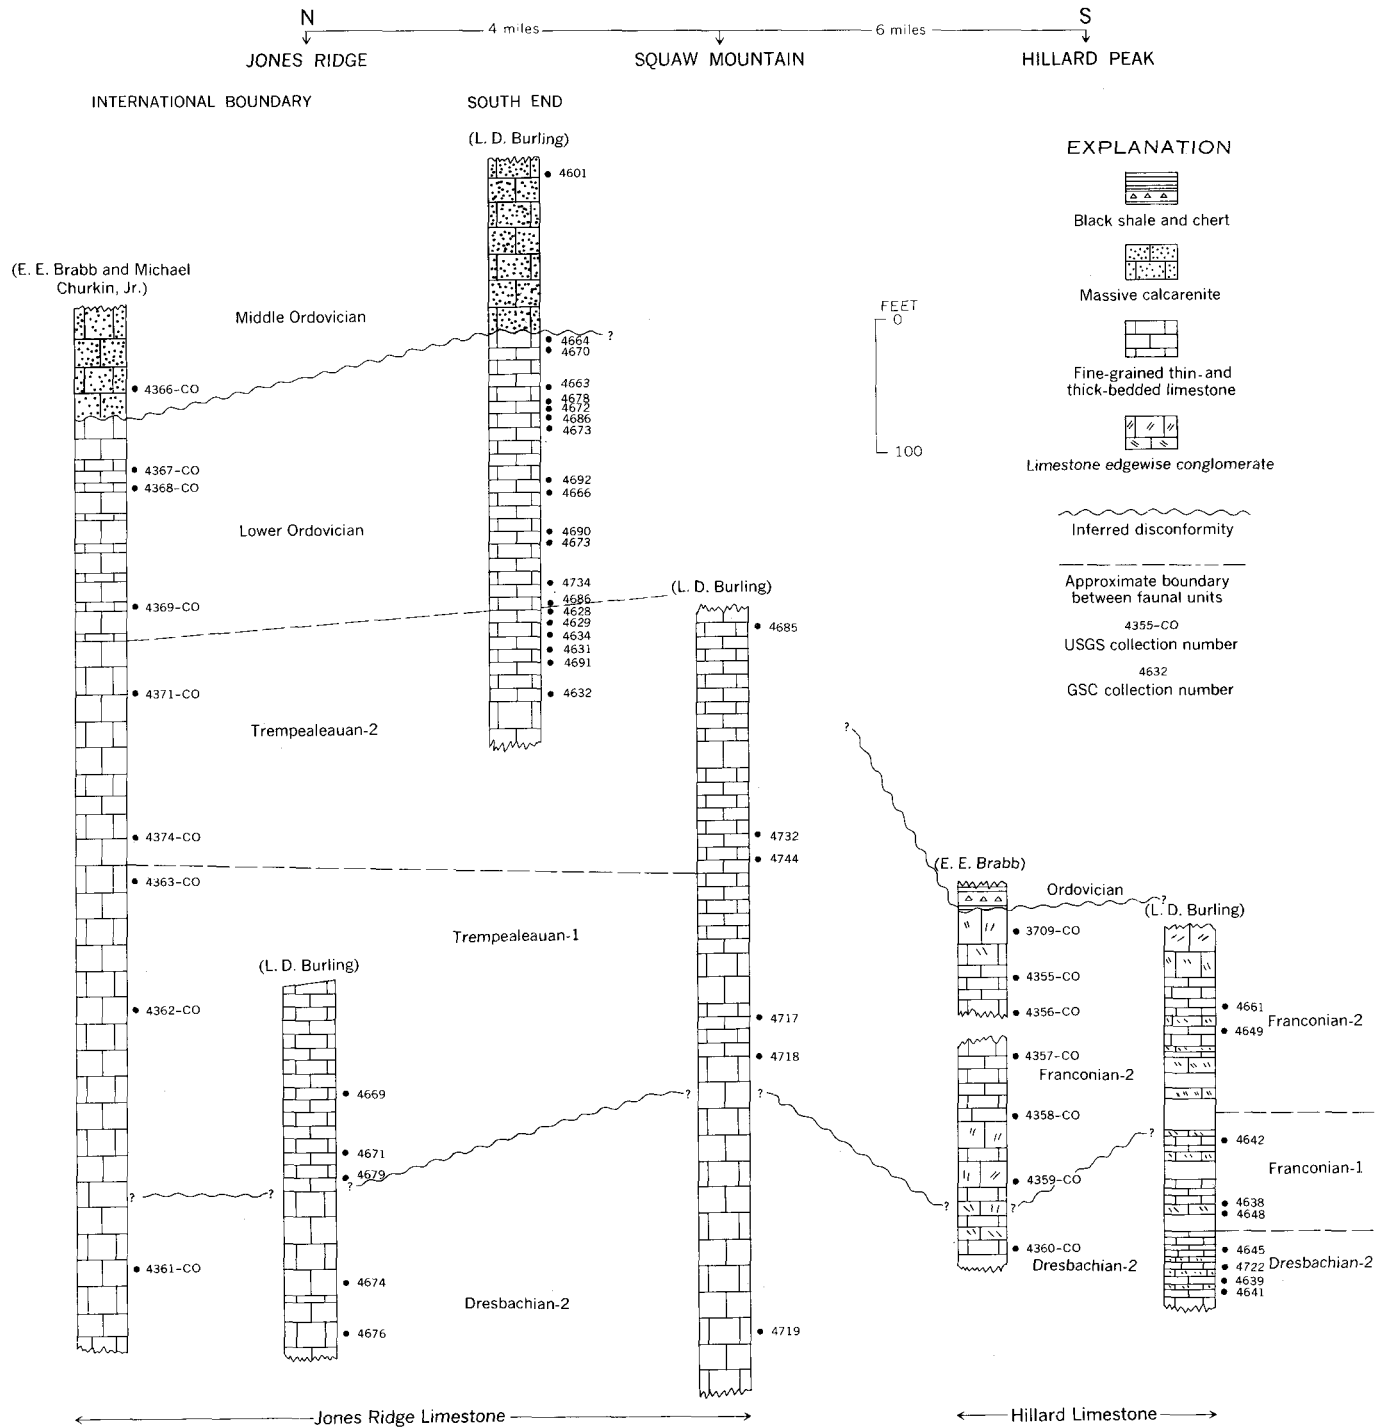 N
4 miles
6 miles
S
JONES RIDGE
SQUAW MOUNTAIN
HILLARD PEAK
INTERNATIONAL BOUNDARY
SOUTH END
(L. D. Burling)
4601
EXPLANATION
Black shale and chert
Massive calcarenite
Fine-grained thin- and
thick-bedded limestone
Limestone edgewise conglomerate
Inferred disconformity
Approximate boundary
between faunal units
4355-CO
USGS collection number
4632
GSC collection number
FEET
0
100
(E. E. Brabb and Michael
Churkin, Jr.)
Middle Ordovician
?
4366-CO
4367-CO
4368-CO
Lower Ordovician
4369-CO
4371-CO
Trempealeauan-2
4374-CO
4363-CO
4362-CO
Trempealeauan-1
?
?
4361-CO
4664
4670
4663
4678
4672
4686
4673
4692
4666
4690
4673
4734
4686
4628
4629
4634
4631
4691
4632
(L. D. Burling)
4669
4671
4679
?
4674
4676
Dresbachian-2
(L. D. Burling)
4685
4732
4744
4717
4718
?
?
4719
?
(E. E. Brabb)
Ordovician
?
3709-CO
4355-CO
4356-CO
4357-CO
Franconian-2
4358-CO
4359-CO
?
?
4360-CO
Dresbachian-2
(L. D. Burling)
4661
Franconian-2
4649
?
4642
Franconian-1
4638
4648
4645
4722
Dresbachian-2
4639
4641
Jones Ridge Limestone
Hillard Limestone